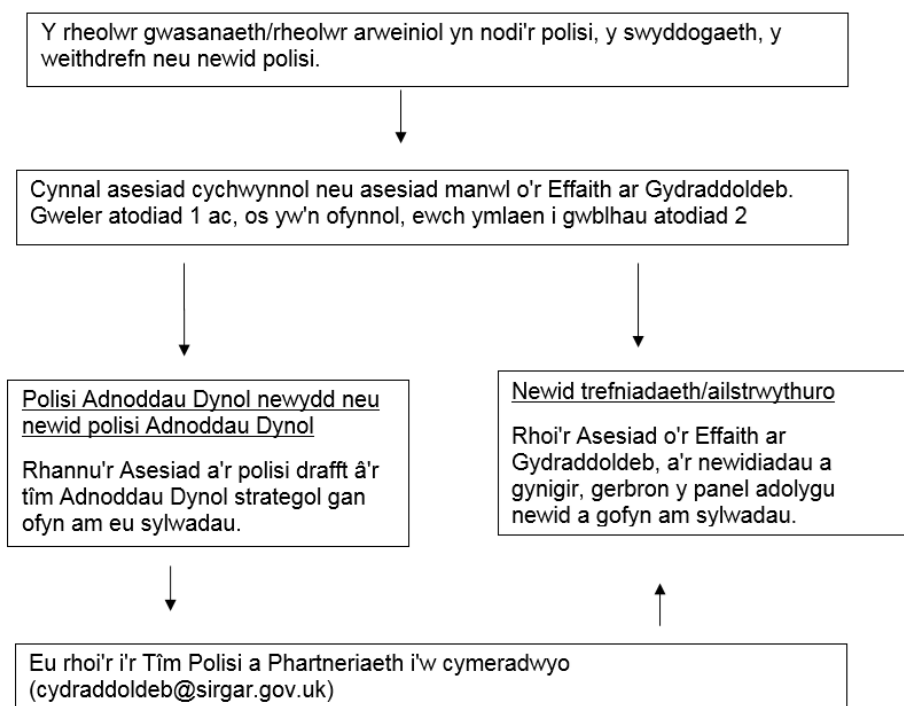 Y rheolwr gwasanaeth/rheolwr arweiniol yn nodi'r polisi, y swyddogaeth, y
weithdrefn neu newid polisi.
Cynnal asesiad cychwynnol neu asesiad manwl o'r Effaith ar Gydraddoldeb.
Gweler atodiad 1 ac, os yw'n ofynnol, ewch ymlaen i gwblhau atodiad 2
Polisi Adnoddau Dynol newydd neu
newid polisi Adnoddau Dynol
Rhannu'r Asesiad a'r polisi drafft â'r
tîm Adnoddau Dynol strategol gan
ofyn am eu sylwadau.
Newid trefniadaeth/ailstrwythuro
Rhoi'r Asesiad o'r Effaith ar
Gydraddoldeb, a'r newidiadau a
gynigir, gerbron y panel adolygu
newid a gofyn am sylwadau.
Eu rhoi'r i'r Tîm Polisi a Phartneriaeth i'w cymeradwyo
(cydraddoldeb@sirgar.gov.uk)